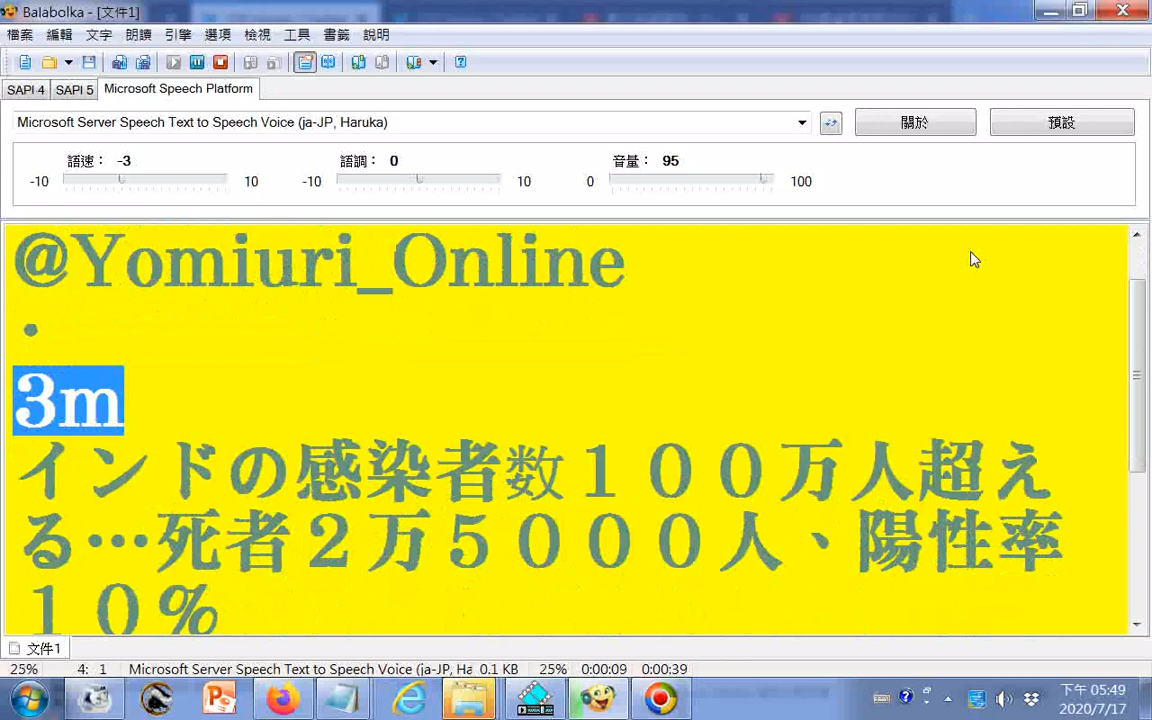 Balabolka - [文件1]
檔案 編輯 文字 朗讀 引擎 選項 檢視 工具 書籤 說明
SAPI 4 SAPI 5 Microsoft Speech Platform
Microsoft Server Speech Text to Speech Voice (ja-JP, Haruka) 關於 預設
語速： -3 語調： 0 音量： 95
-10 10 -10 10 0 100
@Yomiuri_Online
·
3m
インドの感染者数１００万人超え
る…死者２万５０００人、陽性率
１０％
文件1
25% 4: 1 Microsoft Server Speech Text to Speech Voice (ja-JP, Ha 0.1 KB 25% 0:00:09 0:00:39
下午 05:49
2020/7/17